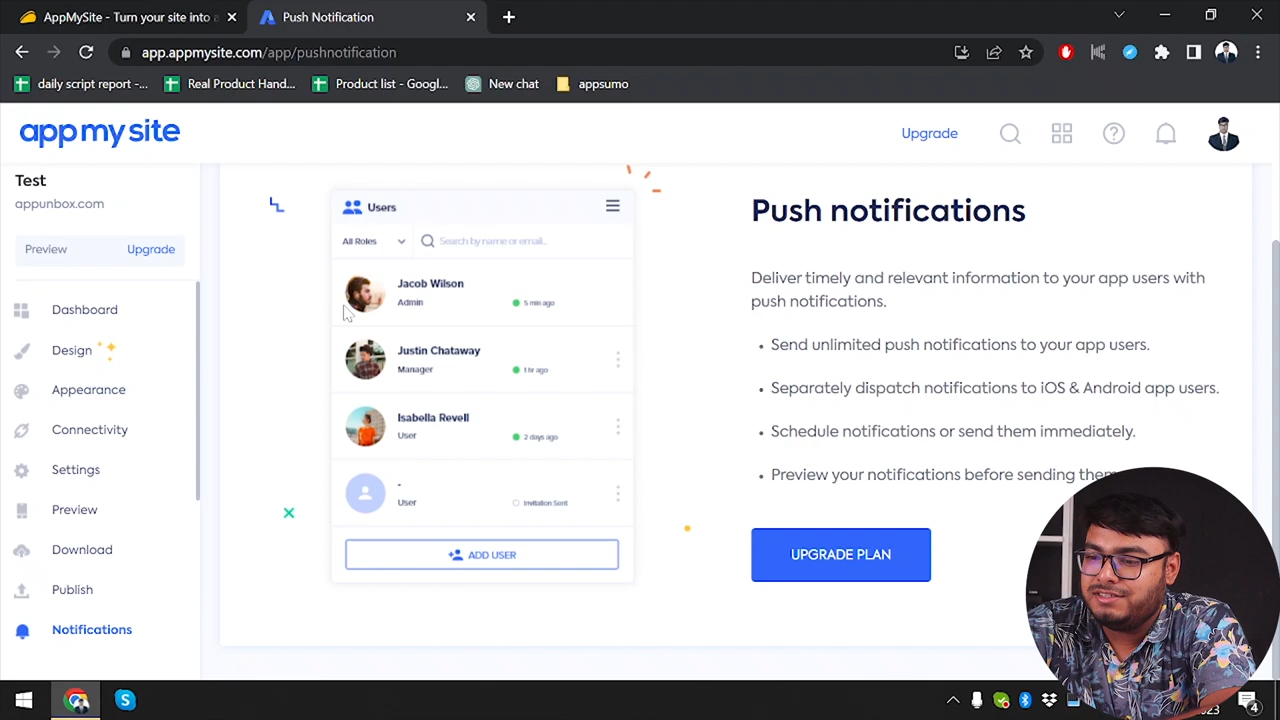 AppMySite - Turn your site into a
Push Notification
app.appmysite.com/app/pushnotification
daily script report -...
Real Product Hand...
Product list - Googl...
New chat
appsumo
app my site
Upgrade
Test
appunbox.com
Preview
Upgrade
Dashboard
Design
Appearance
Connectivity
Settings
Preview
Download
Publish
Notifications
Users
All Roles
Search by name or email...
Jacob Wilson
Admin
5 min ago
Justin Chataway
Manager
1 hr ago
Isabella Revell
User
2 days ago
-
User
Invitation Sent
ADD USER
Push notifications
Deliver timely and relevant information to your app users with
push notifications.
• Send unlimited push notifications to your app users.
• Separately dispatch notifications to iOS & Android app users.
• Schedule notifications or send them immediately.
• Preview your notifications before sending them
UPGRADE PLAN
4